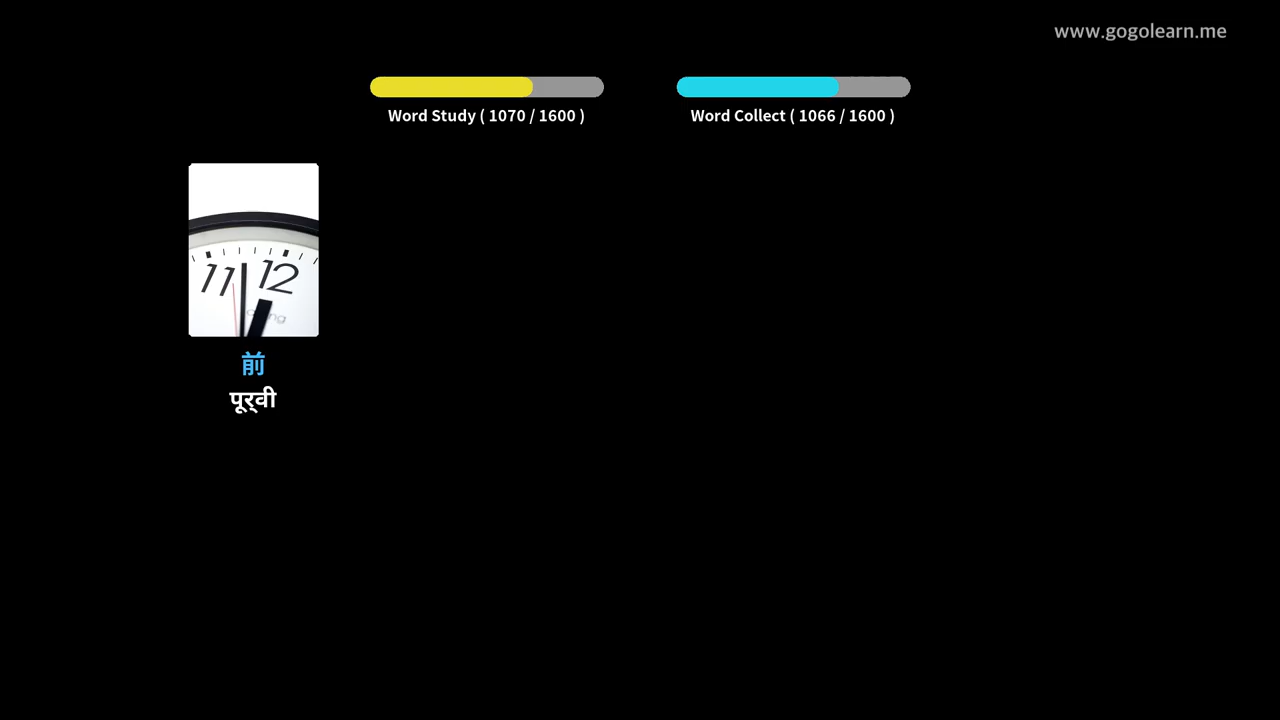 www.gogolearn.me
Word Study ( 1070 / 1600 )
Word Collect ( 1066 / 1600 )
11 12
前
पूर्वी